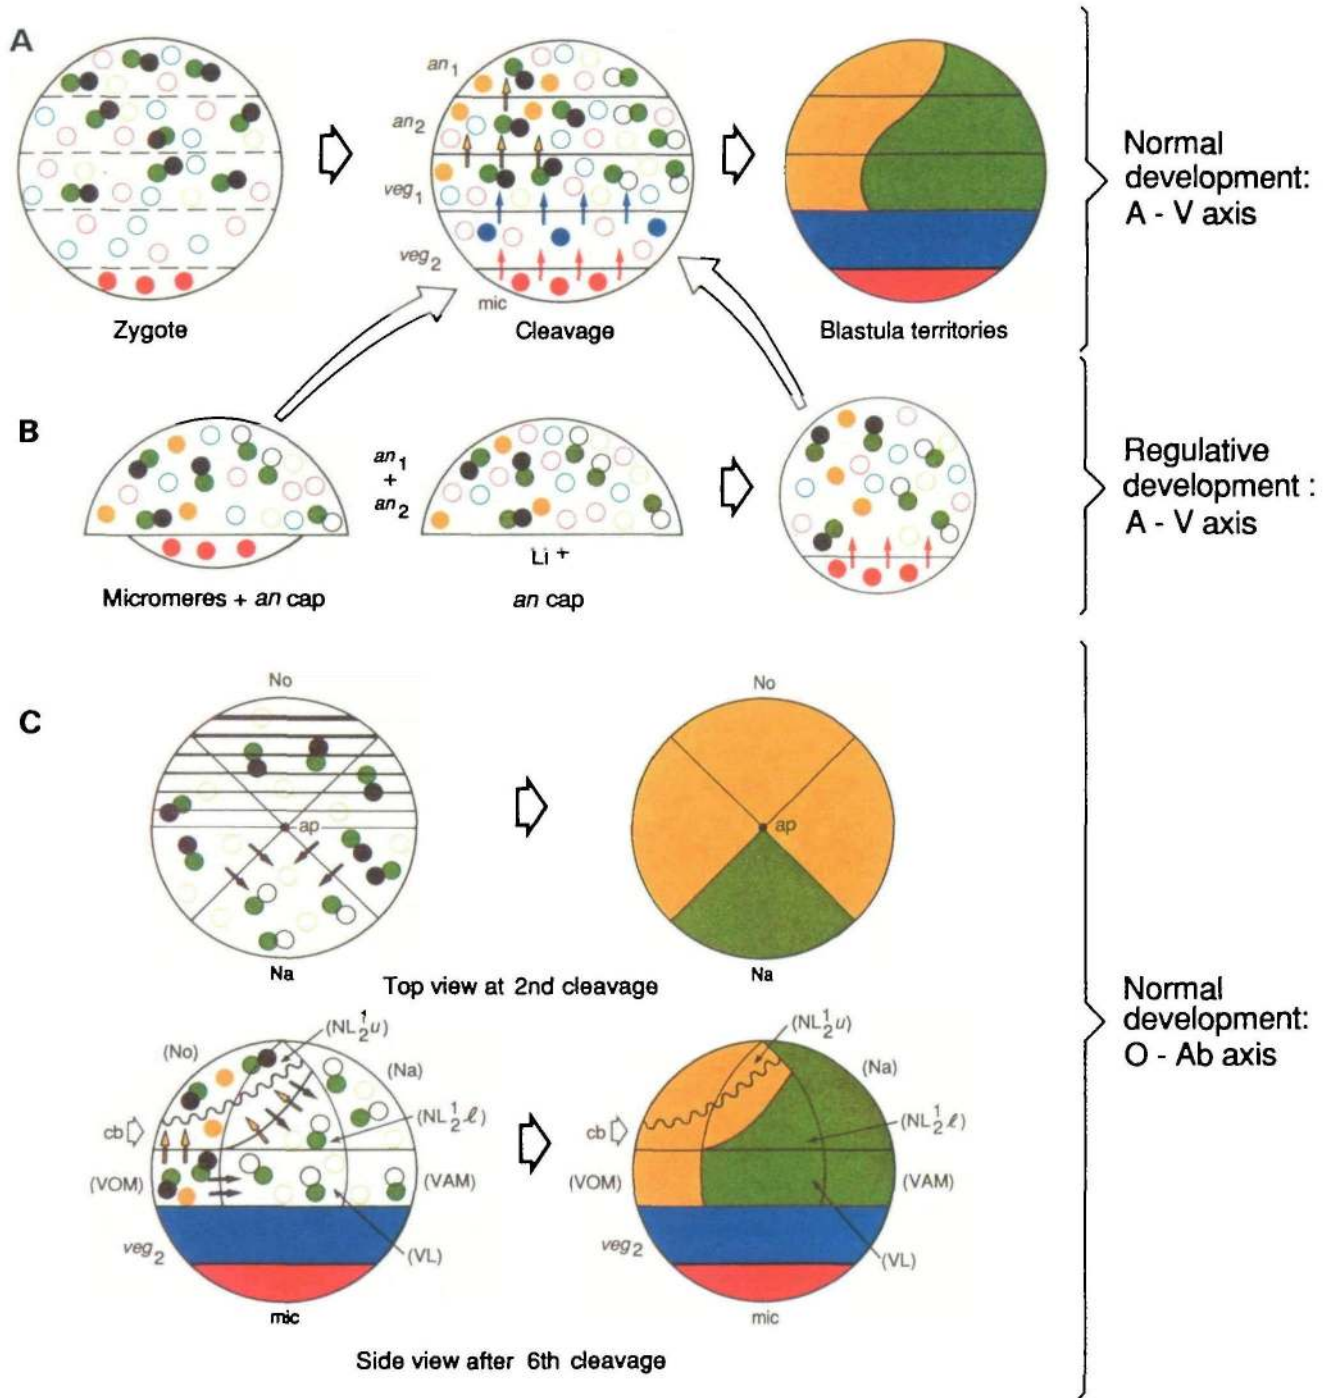 A
an1
an2
veg1
veg2
mic
Zygote
Cleavage
Blastula territories
Normal
development:
A - V axis
B
an1
+
an2
Li +
Micromeres + an cap
an cap
Regulative
development :
A - V axis
C
No
No
ap
ap
Na
Na
Top view at 2nd cleavage
(NL½u)
(NL½u)
(No)
(Na)
(Na)
cb
(NL½ℓ)
cb
(NL½ℓ)
(VOM)
(VAM)
(VOM)
(VAM)
veg2
(VL)
veg2
(VL)
mic
mic
Side view after 6th cleavage
Normal
development:
O - Ab axis